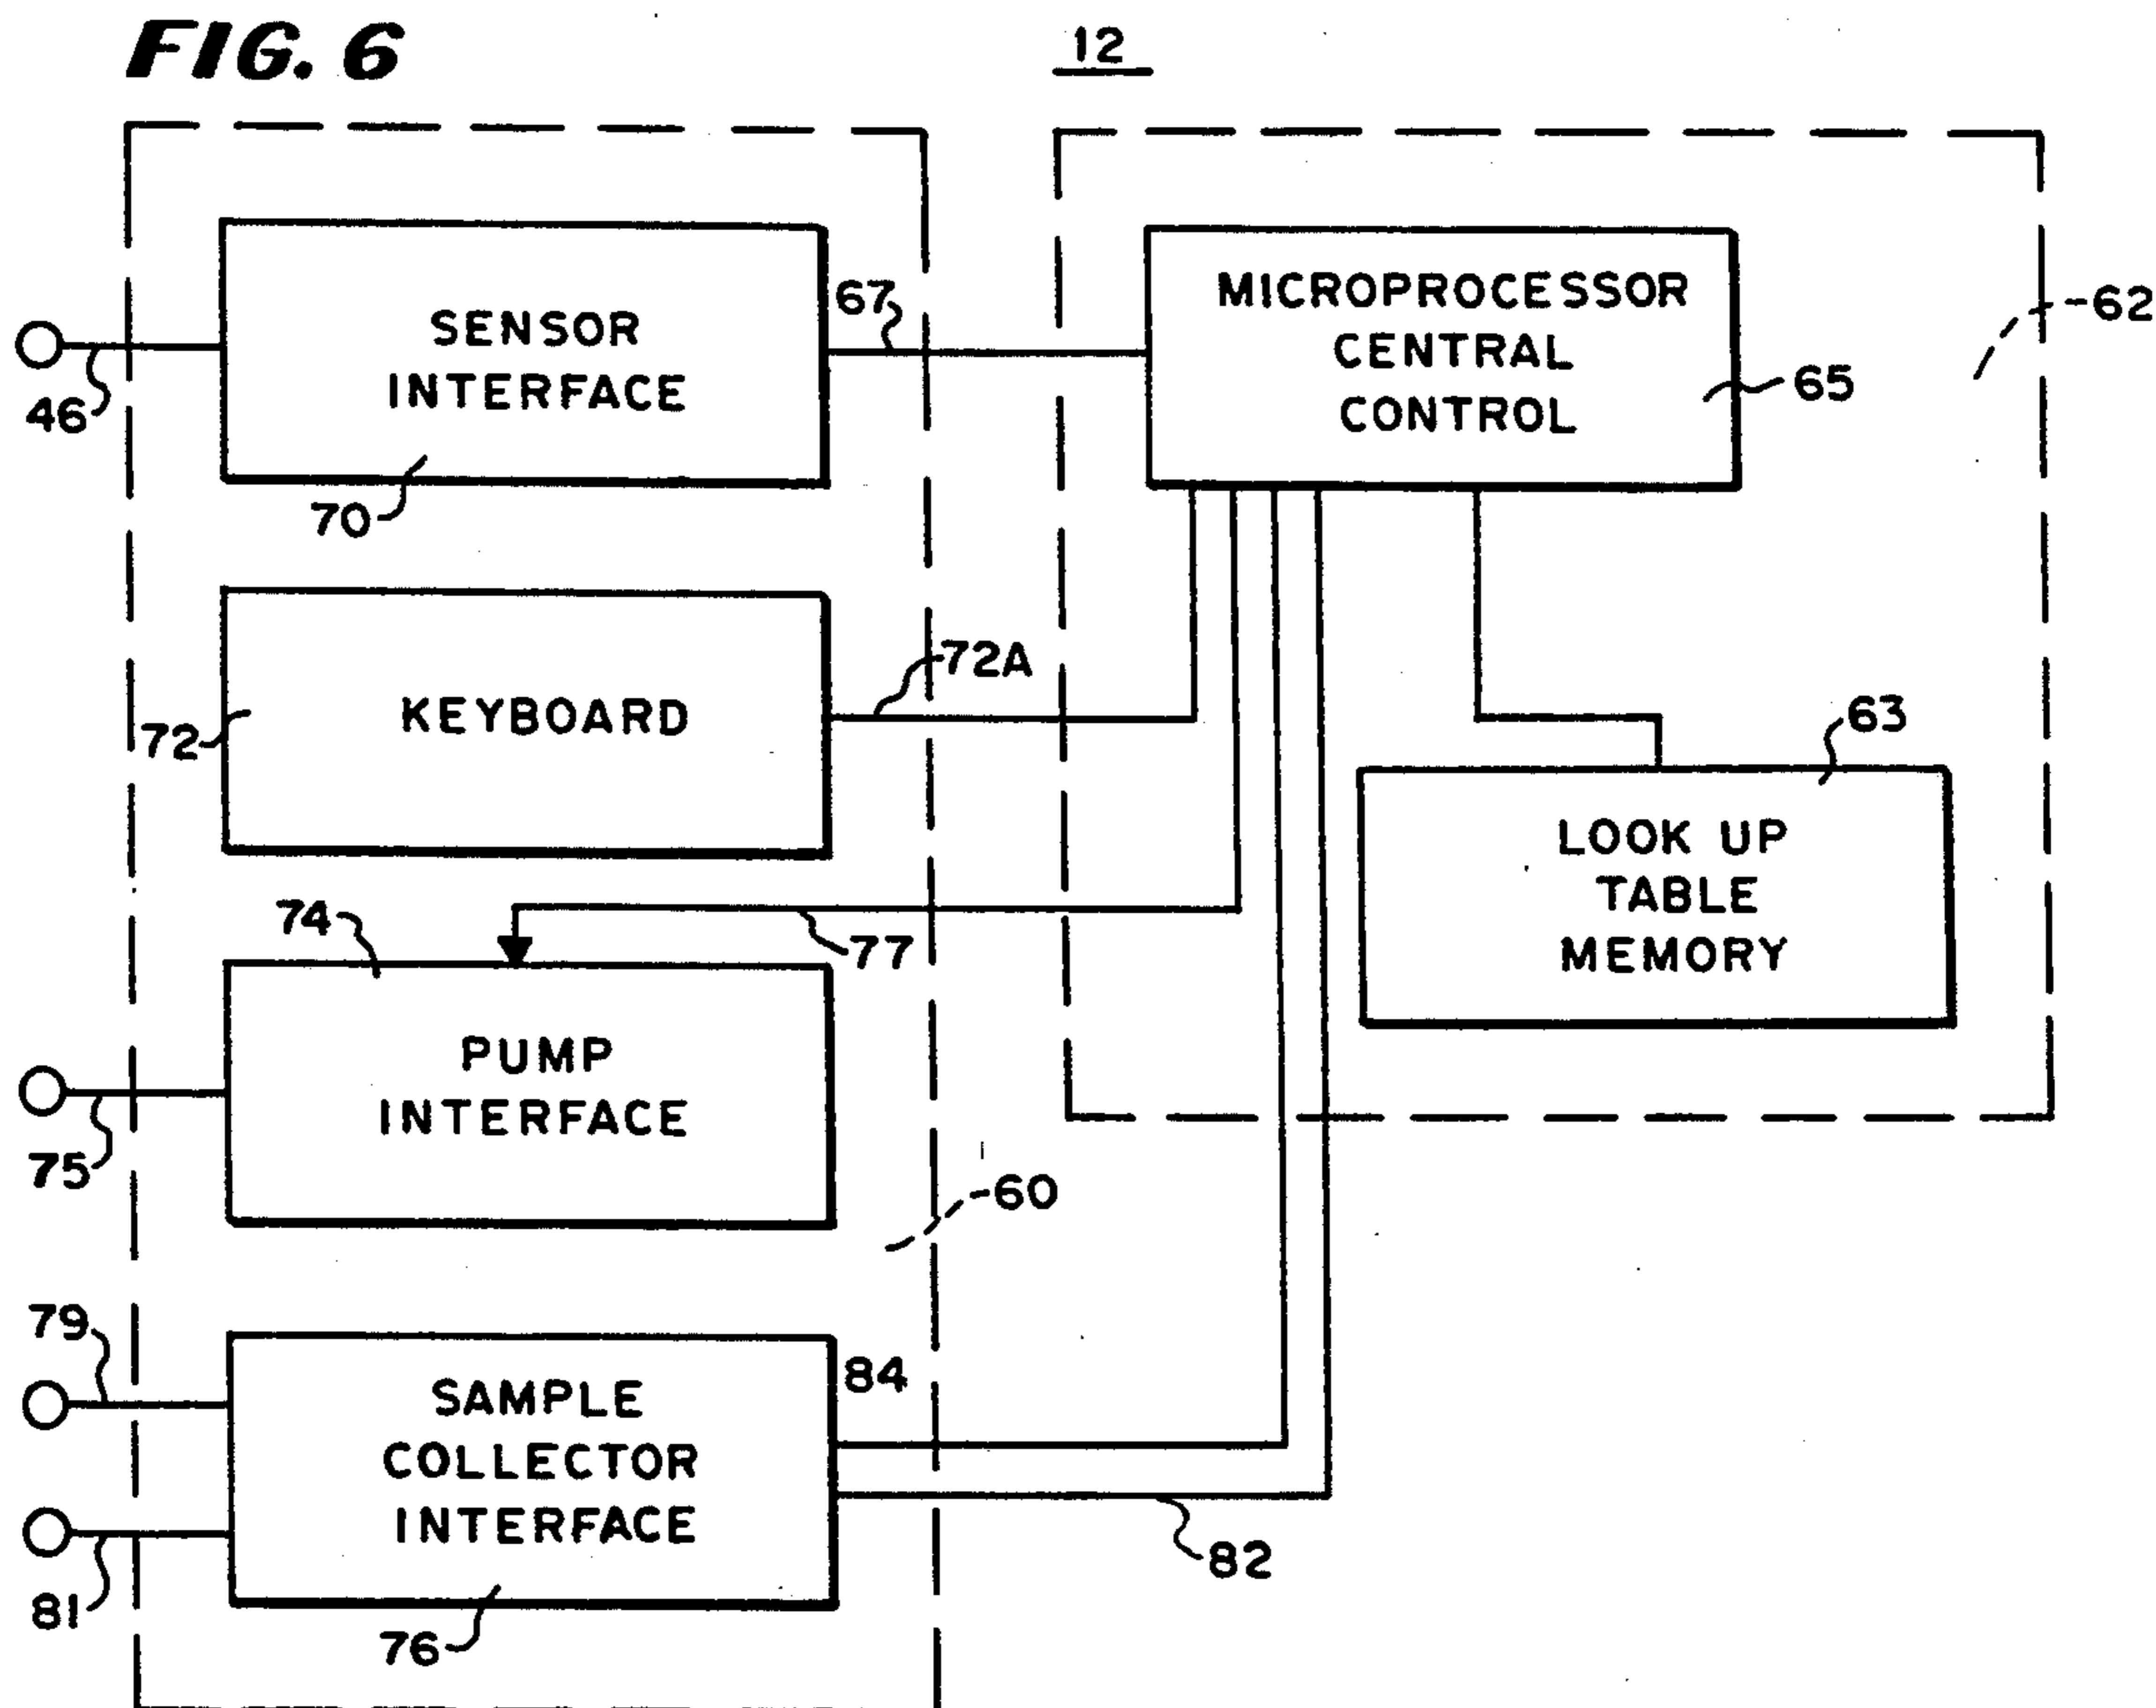 FIG. 6
12
SENSOR
INTERFACE
46
70
67
MICROPROCESSOR
CENTRAL
CONTROL
65
62
KEYBOARD
72
72A
63
LOOK UP
TABLE
MEMORY
74
77
PUMP
INTERFACE
75
60
79
84
SAMPLE
COLLECTOR
INTERFACE
81
82
76